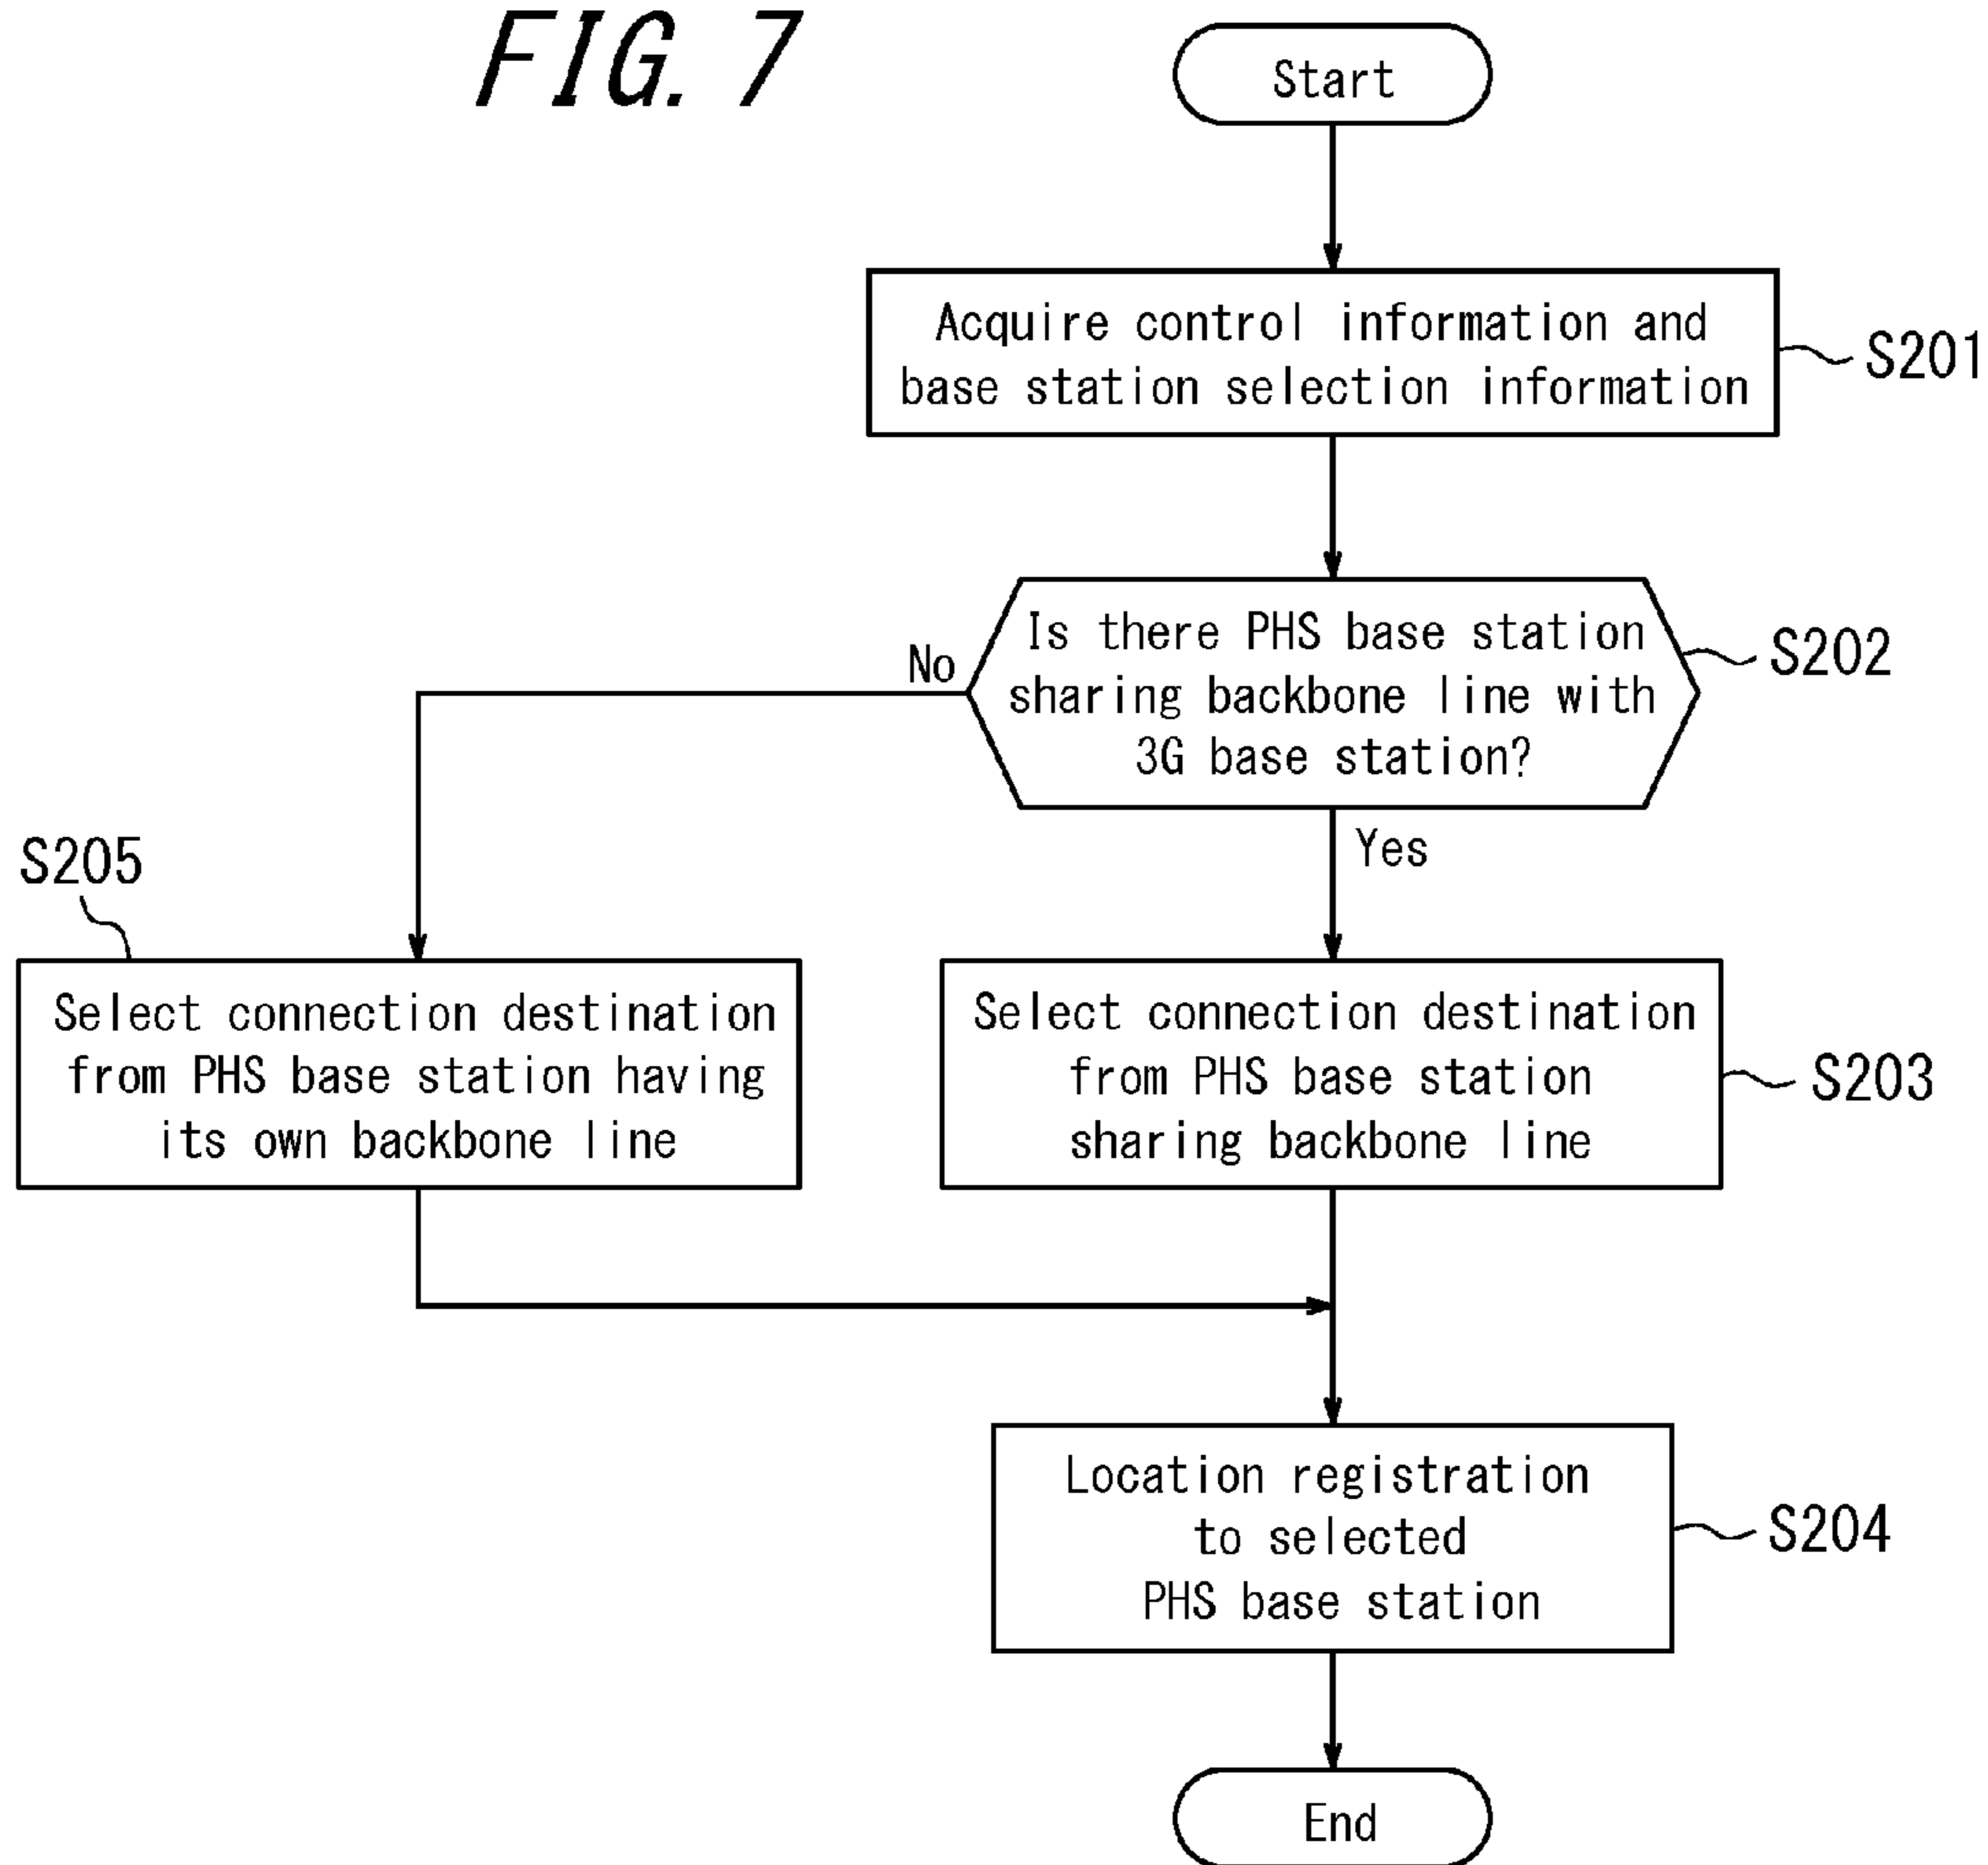 FIG. 7
Start
Acquire control information and
base station selection information
S201
Is there PHS base station
sharing backbone line with
3G base station?
S202
No
Yes
S205
Select connection destination
from PHS base station having
its own backbone line
Select connection destination
from PHS base station
sharing backbone line
S203
Location registration
to selected
PHS base station
S204
End